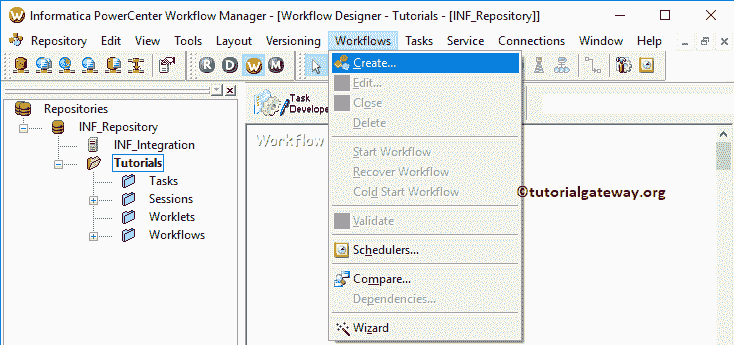 Informatica PowerCenter Workflow Manager - [Workflow Designer - Tutorials - [INF_Repository]]
Repository Edit View Tools Layout Versioning Workflows Tasks Service Connections Window Help
R D W M
Repositories
INF_Repository
INF_Integration
Tutorials
Tasks
Sessions
Worklets
Workflows
Task
Develope
Workflow
Create...
Edit...
Close
Delete
Start Workflow
Recover Workflow
Cold Start Workflow
Validate
Schedulers...
Compare...
Dependencies...
Wizard
©tutorialgateway.org